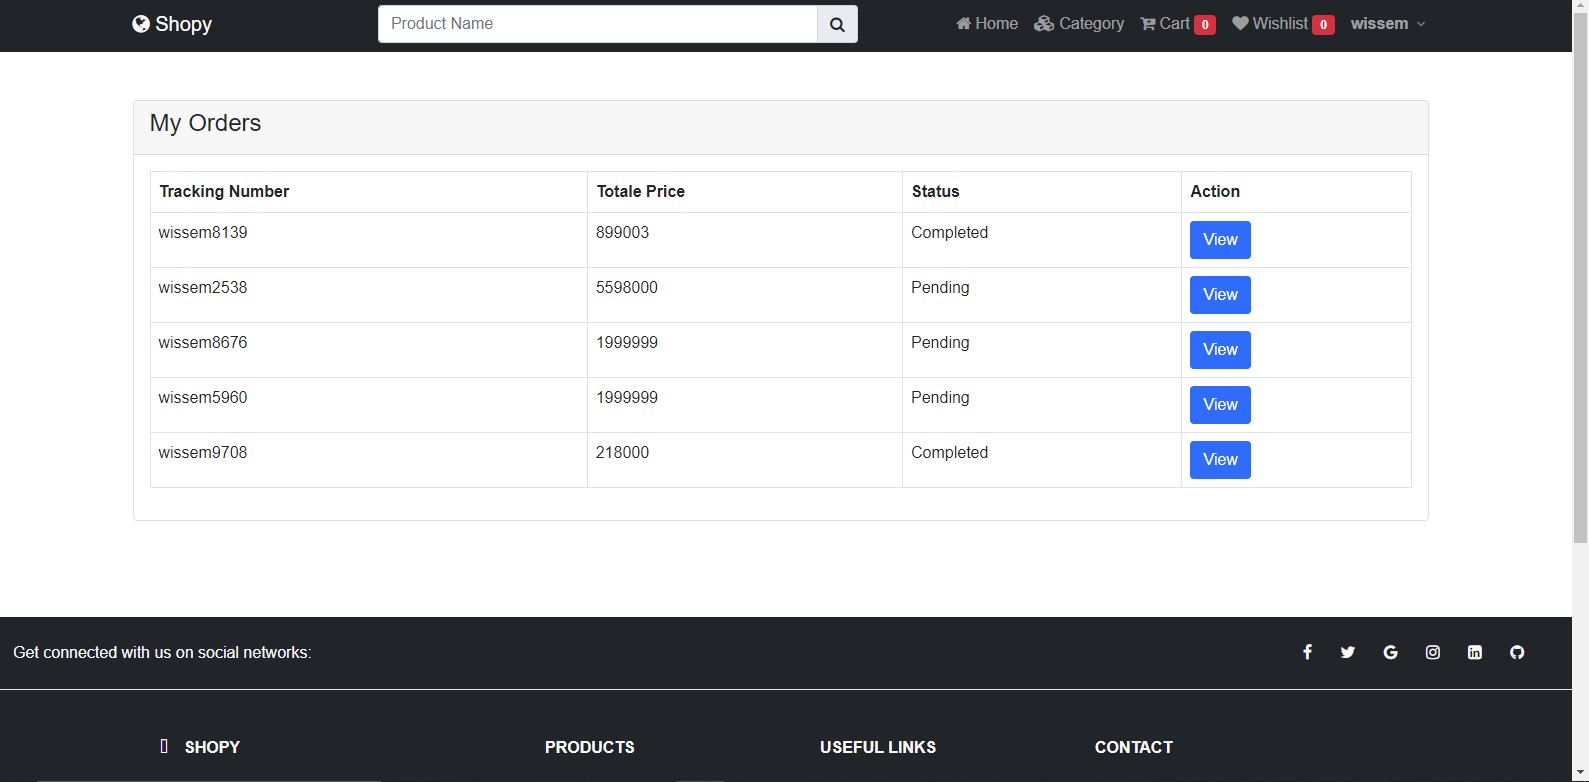 Shopy Product Name Home Category Cart 0 Wishlist 0 wissem
My Orders
Tracking Number Totale Price Status Action
wissem8139 899003 Completed View
wissem2538 5598000 Pending View
wissem8676 1999999 Pending View
wissem5960 1999999 Pending View
wissem9708 218000 Completed View
Get connected with us on social networks:
SHOPY PRODUCTS USEFUL LINKS CONTACT